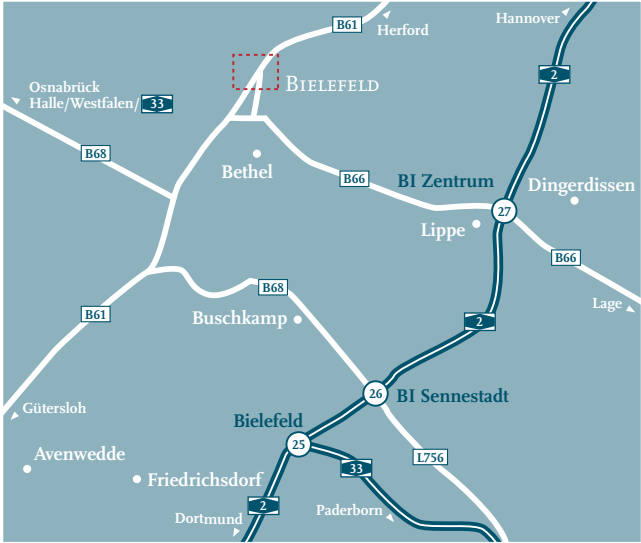 Hannover
B61
Herford
2
BIELEFELD
Osnabrück
Halle/Westfalen/ 33
B68
Bethel
B66
BI Zentrum
Dingerdissen
27
Lippe
B66
B68
Lage
B61
Buschkamp
2
26
BI Sennestadt
Gütersloh
Bielefeld
25
Avenwedde
L756
33
Friedrichsdorf
2
Paderborn
Dortmund